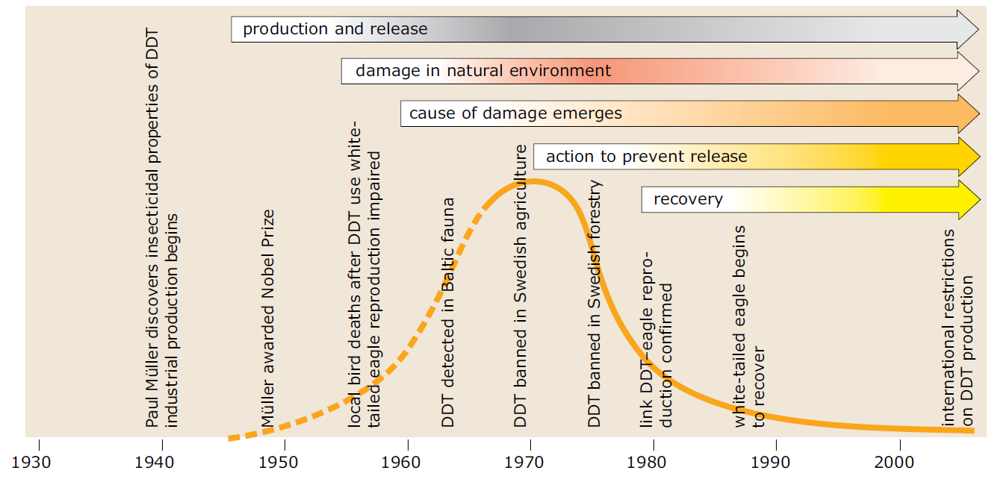 production and release
damage in natural environment
cause of damage emerges
action to prevent release
recovery
Paul Müller discovers insecticidal properties of DDT
industrial production begins
Müller awarded Nobel Prize
local bird deaths after DDT use white-
tailed eagle reproduction impaired
DDT detected in Baltic fauna
DDT banned in Swedish agriculture
DDT banned in Swedish forestry
link DDT–eagle repro-
duction confirmed
white-tailed eagle begins
to recover
international restrictions
on DDT production
1930 1940 1950 1960 1970 1980 1990 2000